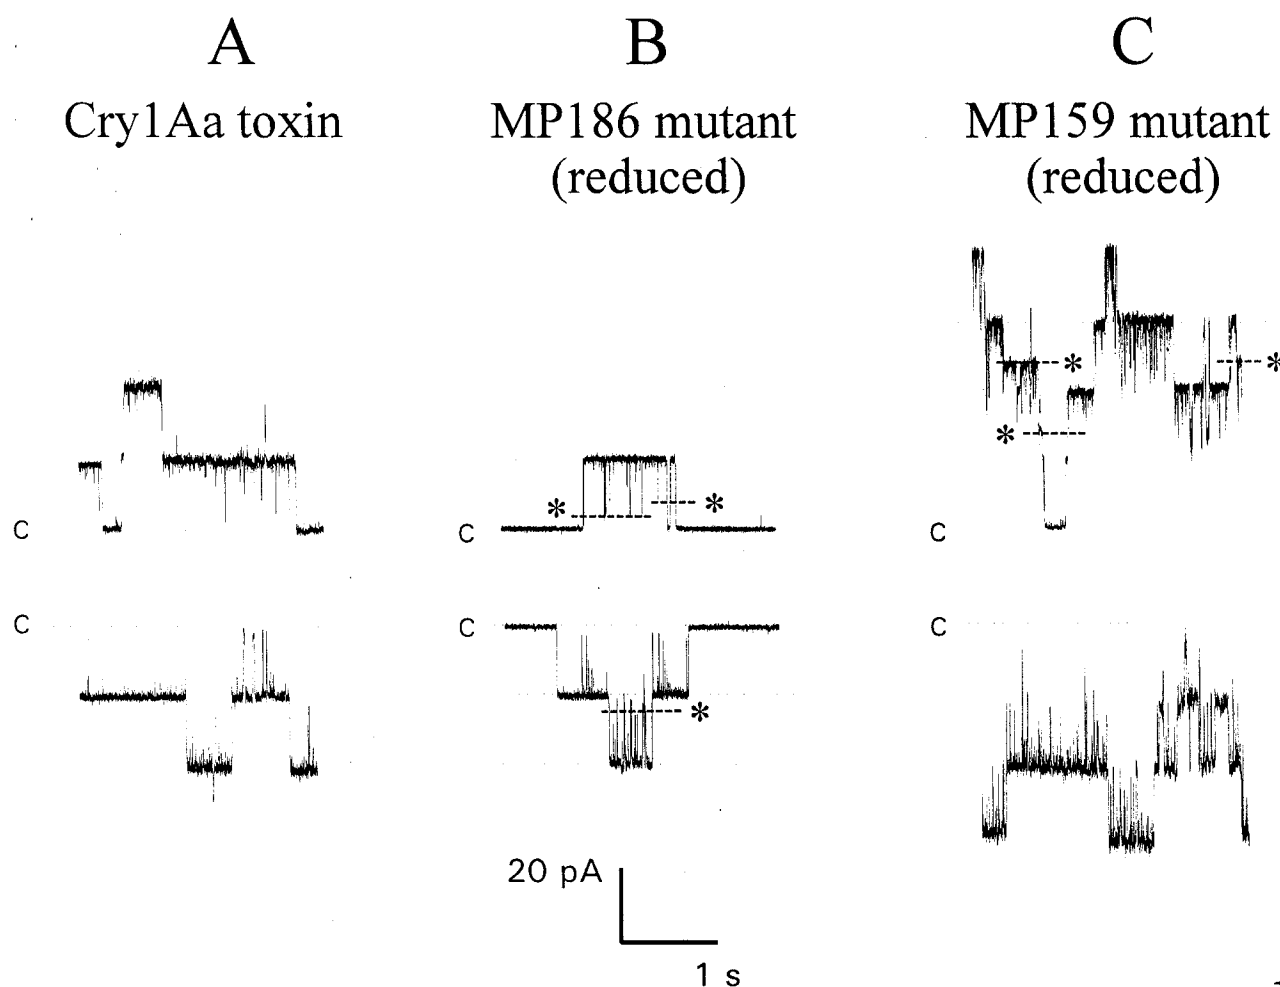 A
B
C
Cry1Aa toxin
MP186 mutant
(reduced)
MP159 mutant
(reduced)
*
*
*
*
*
C
C
C
C
C
C
*
20 pA
1 s